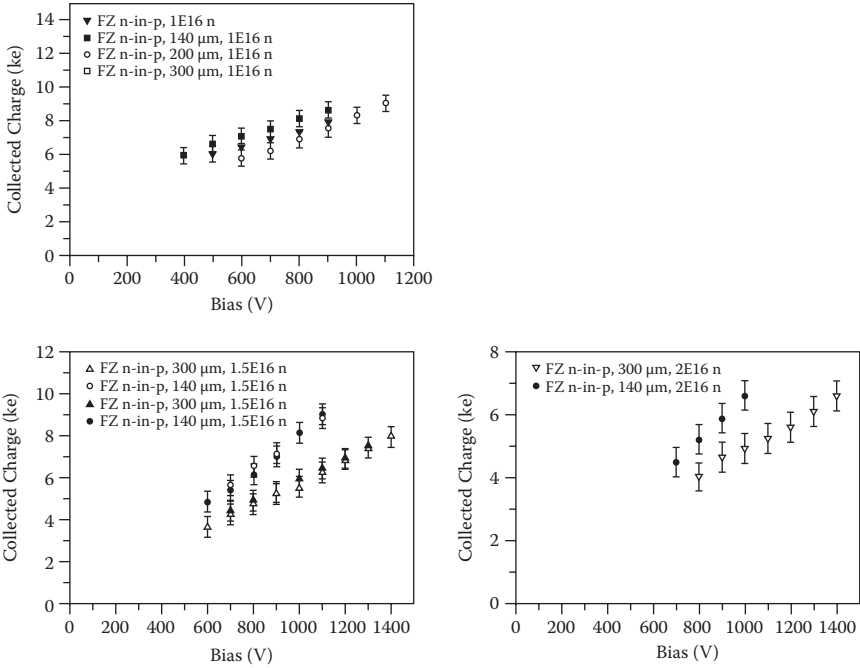 FZ n-in-p, 1E16 n
FZ n-in-p, 140 µm, 1E16 n
FZ n-in-p, 200 µm, 1E16 n
FZ n-in-p, 300 µm, 1E16 n
Collected Charge (ke)
14
12
10
8
6
4
2
0
0 200 400 600 800 1000 1200
Bias (V)
FZ n-in-p, 300 µm, 1.5E16 n
FZ n-in-p, 140 µm, 1.5E16 n
FZ n-in-p, 300 µm, 1.5E16 n
FZ n-in-p, 140 µm, 1.5E16 n
Collected Charge (ke)
12
10
8
6
4
2
0
0 200 400 600 800 1000 1200 1400
Bias (V)
FZ n-in-p, 300 µm, 2E16 n
FZ n-in-p, 140 µm, 2E16 n
Collected Charge (ke)
8
6
4
2
0
0 200 400 600 800 1000 1200 1400
Bias (V)